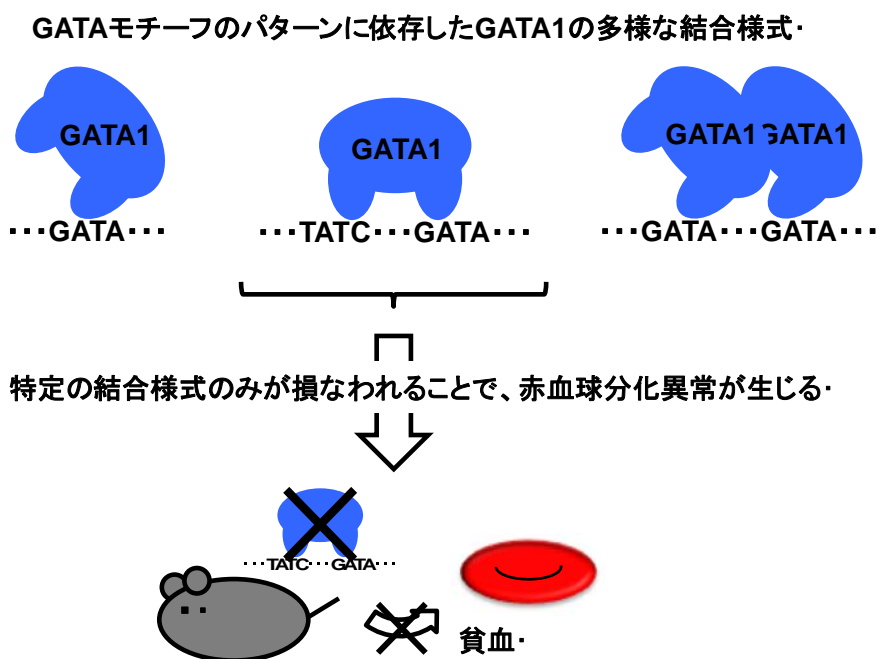 GATAモチーフのパターンに依存したGATA1の多様な結合様式・
GATA1
GATA1
GATA1 GATA1
・・・GATA・・・
・・・TATC・・・GATA・・・
・・・GATA・・・GATA・・・
特定の結合様式のみが損なわれることで、赤血球分化異常が生じる・
・・・TATC・・・GATA・・・
貧血・